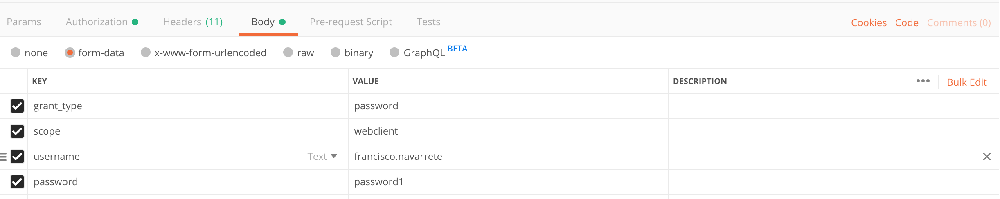 Params Authorization Headers (11) Body Pre-request Script Tests Cookies Code Comments (0)
none form-data x-www-form-urlencoded raw binary GraphQL BETA
KEY VALUE DESCRIPTION ••• Bulk Edit
grant_type password
scope webclient
username Text francisco.navarrete
password password1